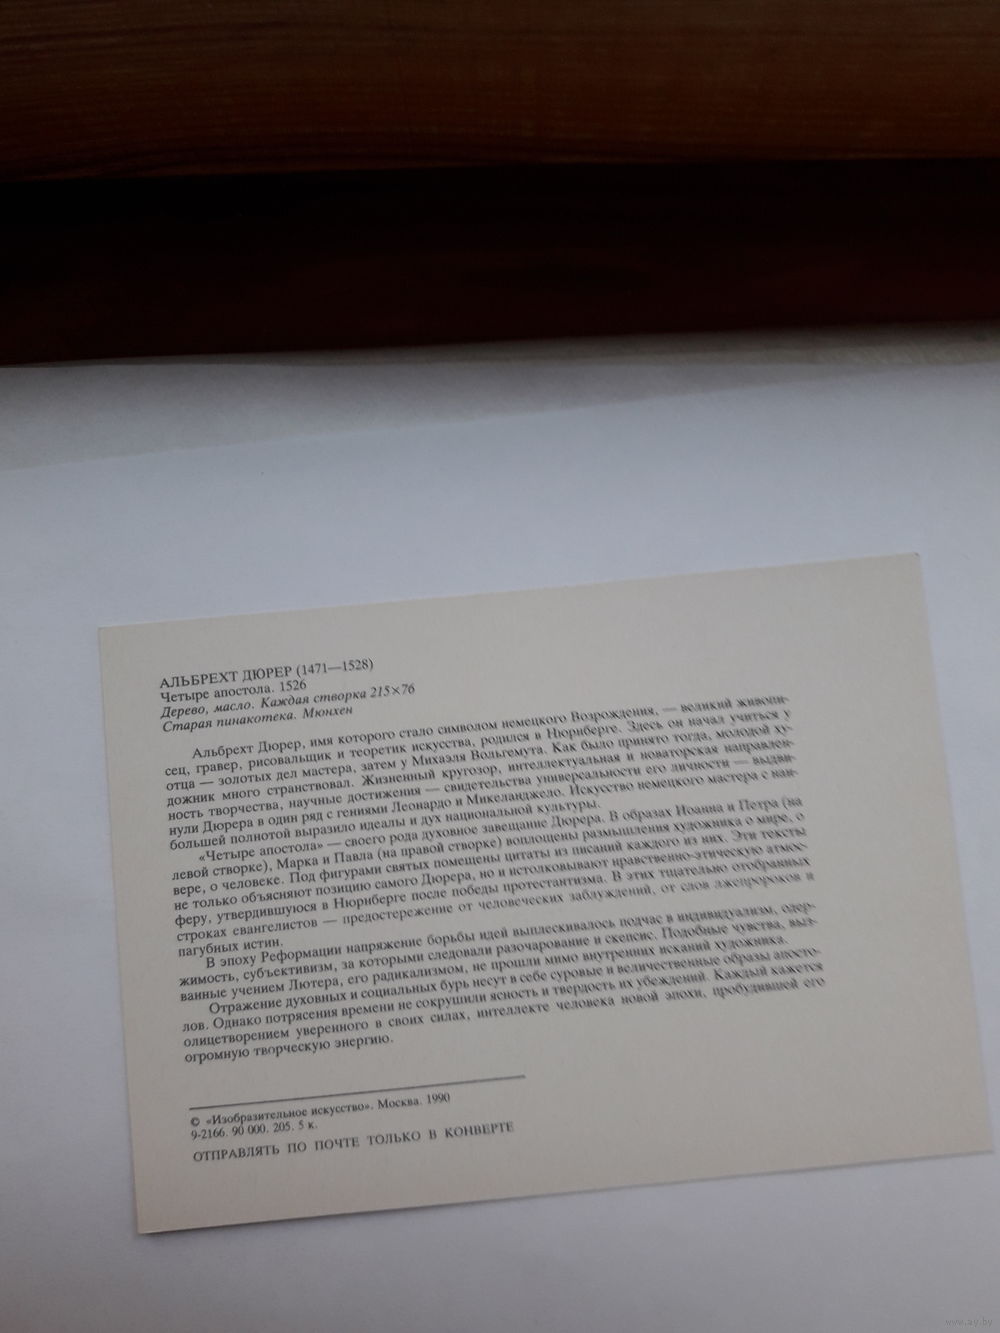 АЛЬБРЕХТ ДЮРЕР (1471—1528)
Четыре апостола. 1526
Дерево, масло. Каждая створка 215×76
Старая пинакотека. Мюнхен
Альбрехт Дюрер, имя которого стало символом немецкого Возрождения, — великий живопи-
сец, гравер, рисовальщик и теоретик искусства, родился в Нюрнберге. Здесь он начал учиться у
отца — золотых дел мастера, затем у Михаэля Вольгемута. Как было принято тогда, молодой ху-
дожник много странствовал. Жизненный кругозор, интеллектуальная и новаторская направлен-
ность творчества, научные достижения — свидетельства универсальности его личности — выдви-
нули Дюрера в один ряд с гениями Леонардо и Микеланджело. Искусство немецкого мастера с наи-
большей полнотой выразило идеалы и дух национальной культуры.
«Четыре апостола» — своего рода духовное завещание Дюрера. В образах Иоанна и Петра (на
левой створке), Марка и Павла (на правой створке) воплощены размышления художника о мире, о
вере, о человеке. Под фигурами святых помещены цитаты из писаний каждого из них. Эти тексты
не только объясняют позицию самого Дюрера, но и истолковывают нравственно-этическую атмос-
феру, утвердившуюся в Нюрнберге после победы протестантизма. В этих тщательно отобранных
строках евангелистов — предостережение от человеческих заблуждений, от слов лжепророков и
пагубных истин.
В эпоху Реформации напряжение борьбы идей выплескивалось подчас в индивидуализм, одер-
жимость, субъективизм, за которыми следовали разочарование и скепсис. Подобные чувства, выз-
ванные учением Лютера, его радикализмом, не прошли мимо внутренних исканий художника.
Отражение духовных и социальных бурь несут в себе суровые и величественные образы апосто-
лов. Однако потрясения времени не сокрушили ясность и твердость их убеждений. Каждый кажется
олицетворением уверенного в своих силах, интеллекте человека новой эпохи, пробудившей его
огромную творческую энергию.
© «Изобразительное искусство». Москва. 1990
9-2166. 90 000. 205. 5 к.
ОТПРАВЛЯТЬ ПО ПОЧТЕ ТОЛЬКО В КОНВЕРТЕ
www.ay.by